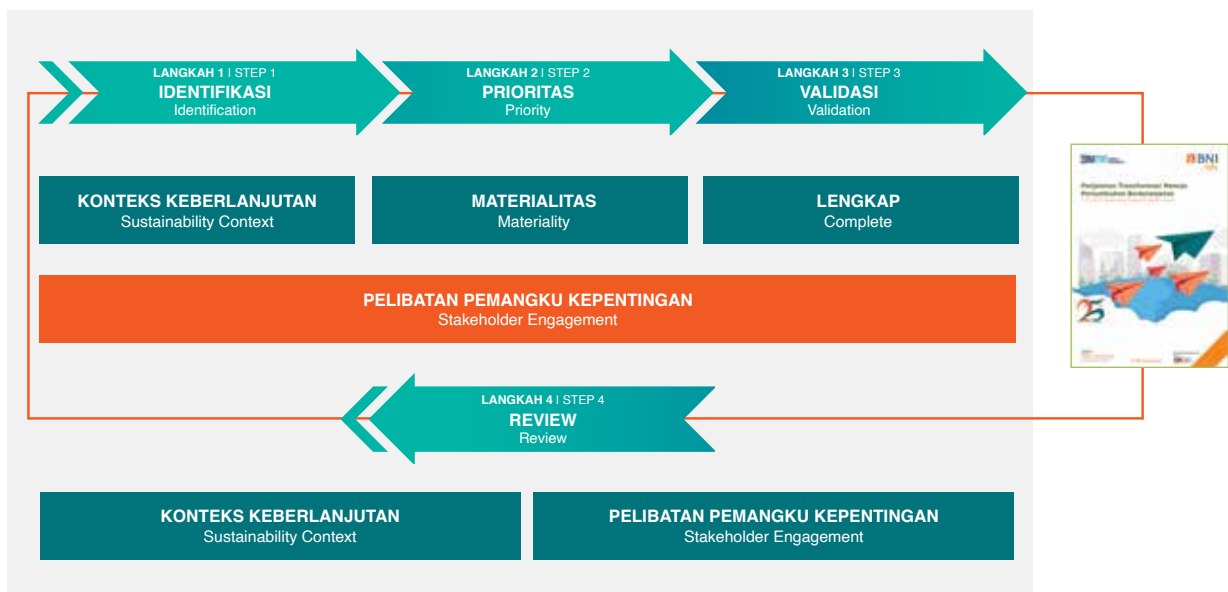 LANGKAH 1 I STEP 1
IDENTIFIKASI
Identification
LANGKAH 2 I STEP 2
PRIORITAS
Priority
LANGKAH 3 I STEP 3
VALIDASI
Validation
KONTEKS KEBERLANJUTAN
Sustainability Context
MATERIALITAS
Materiality
LENGKAP
Complete
BNI
25
PELIBATAN PEMANGKU KEPENTINGAN
Stakeholder Engagement
LANGKAH 4 I STEP 4
REVIEW
Review
KONTEKS KEBERLANJUTAN
Sustainability Context
PELIBATAN PEMANGKU KEPENTINGAN
Stakeholder Engagement